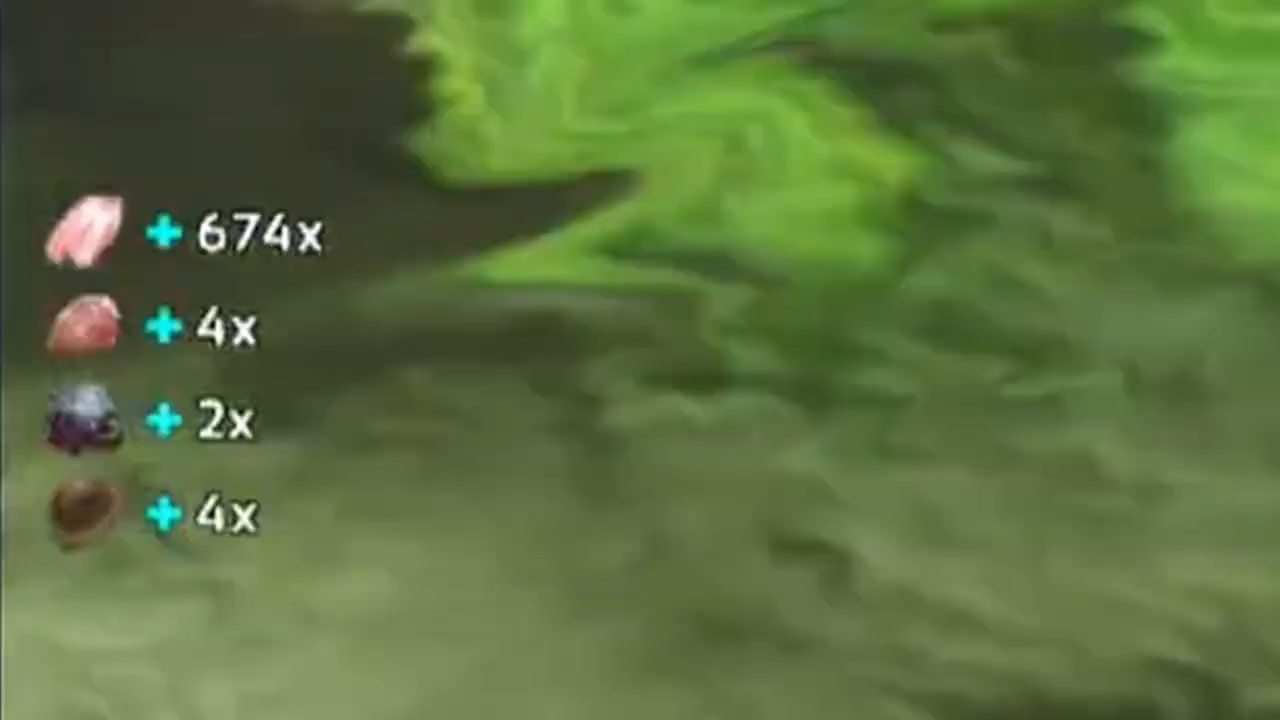 + 674x
+ 4x
+ 2x
+ 4x